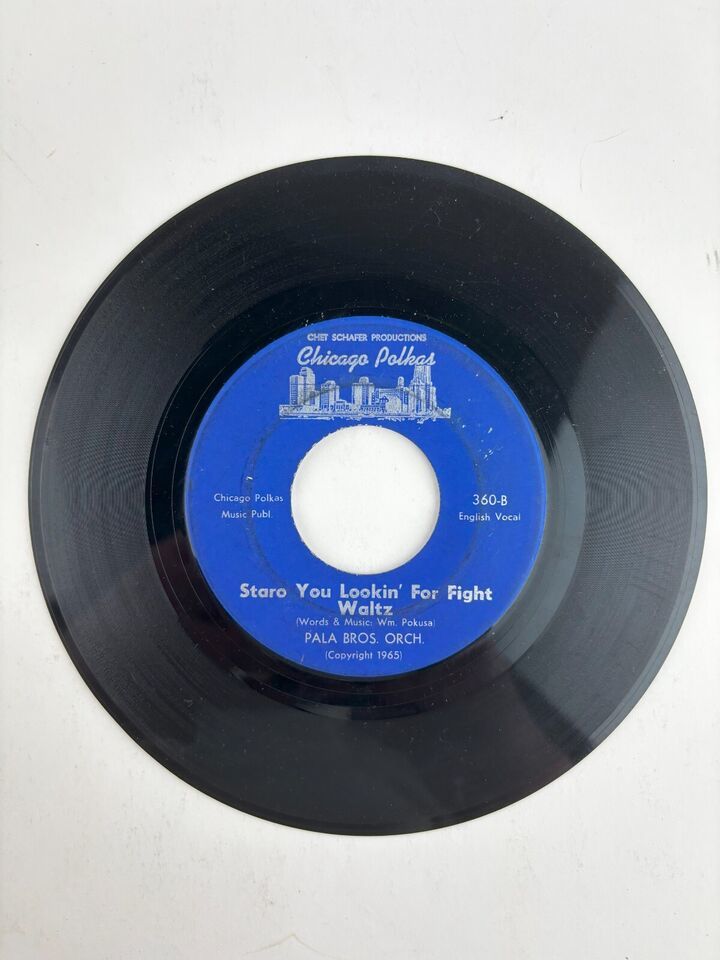 CHET SCHAFER PRODUCTIONS
Chicago Polkas
Chicago Polkas
Music Publ.
360-B
English Vocal
Staro You Lookin' For Fight
Waltz
(Words & Music: Wm. Pokusa)
PALA BROS. ORCH.
(Copyright 1965)